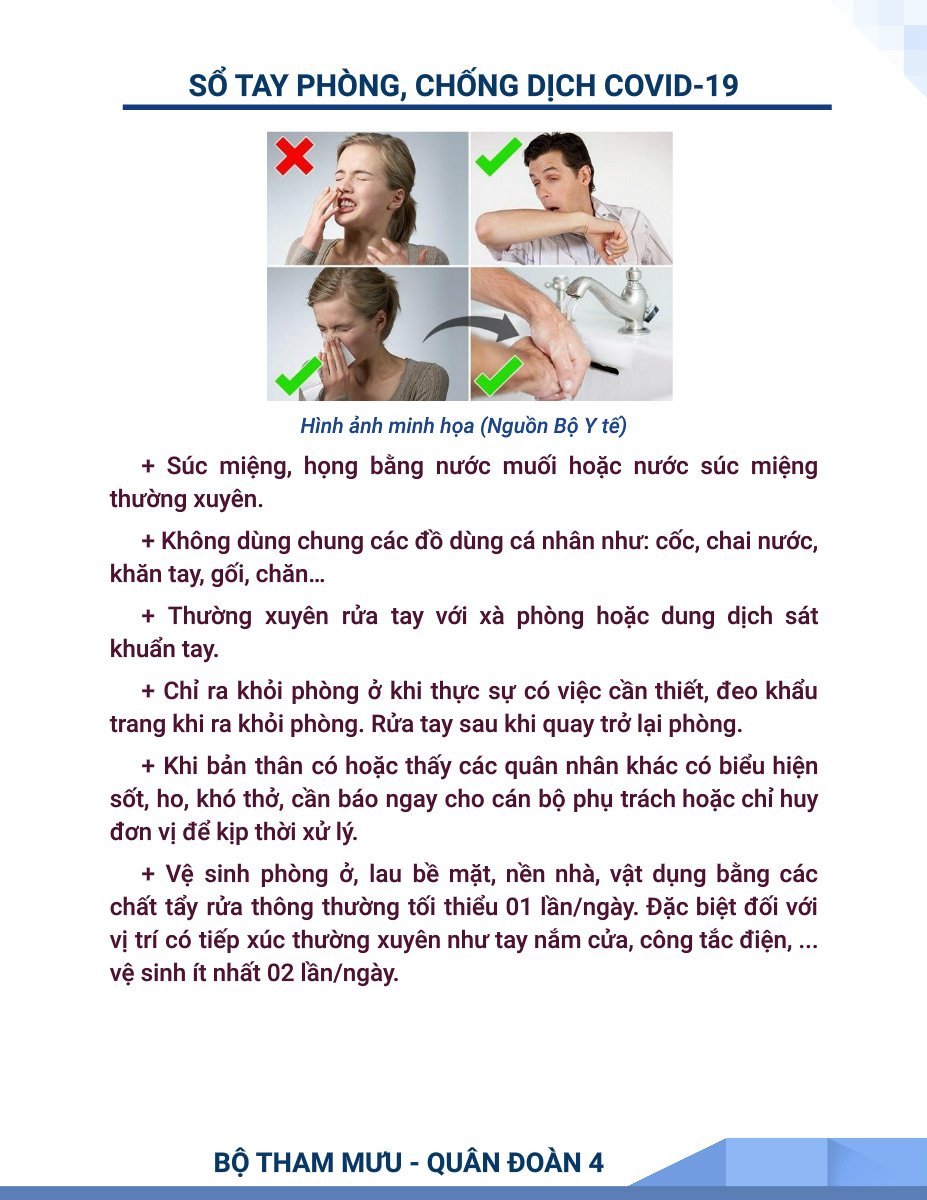 SỔ TAY PHÒNG, CHỐNG DỊCH COVID-19
Hình ảnh minh họa (Nguồn Bộ Y tế)
+ Súc miệng, họng bằng nước muối hoặc nước súc miệng
thường xuyên.
+ Không dùng chung các đồ dùng cá nhân như: cốc, chai nước,
khăn tay, gối, chăn…
+ Thường xuyên rửa tay với xà phòng hoặc dung dịch sát
khuẩn tay.
+ Chỉ ra khỏi phòng ở khi thực sự có việc cần thiết, đeo khẩu
trang khi ra khỏi phòng. Rửa tay sau khi quay trở lại phòng.
+ Khi bản thân có hoặc thấy các quân nhân khác có biểu hiện
sốt, ho, khó thở, cần báo ngay cho cán bộ phụ trách hoặc chỉ huy
đơn vị để kịp thời xử lý.
+ Vệ sinh phòng ở, lau bề mặt, nền nhà, vật dụng bằng các
chất tẩy rửa thông thường tối thiểu 01 lần/ngày. Đặc biệt đối với
vị trí có tiếp xúc thường xuyên như tay nắm cửa, công tắc điện, ...
vệ sinh ít nhất 02 lần/ngày.
BỘ THAM MƯU - QUÂN ĐOÀN 4